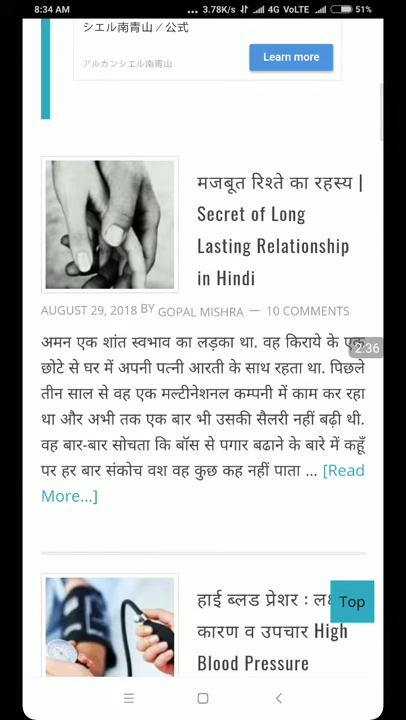 8:34 AM ... 3.78K/s 4G VoLTE 51%
シエル南青山／公式
アルカンシエル南青山
Learn more
मजबूत रिश्ते का रहस्य |
Secret of Long
Lasting Relationship
in Hindi
AUGUST 29, 2018 BY GOPAL MISHRA — 10 COMMENTS
अमन एक शांत स्वभाव का लड़का था. वह किराये के एक
2:36
छोटे से घर में अपनी पत्नी आरती के साथ रहता था. पिछले
तीन साल से वह एक मल्टीनेशनल कम्पनी में काम कर रहा
था और अभी तक एक बार भी उसकी सैलरी नहीं बढ़ी थी.
वह बार-बार सोचता कि बॉस से पगार बढाने के बारे में कहूँ
पर हर बार संकोच वश वह कुछ कह नहीं पाता ... [Read
More...]
हाई ब्लड प्रेशर :
Top
कारण व उपचार High
Blood Pressure